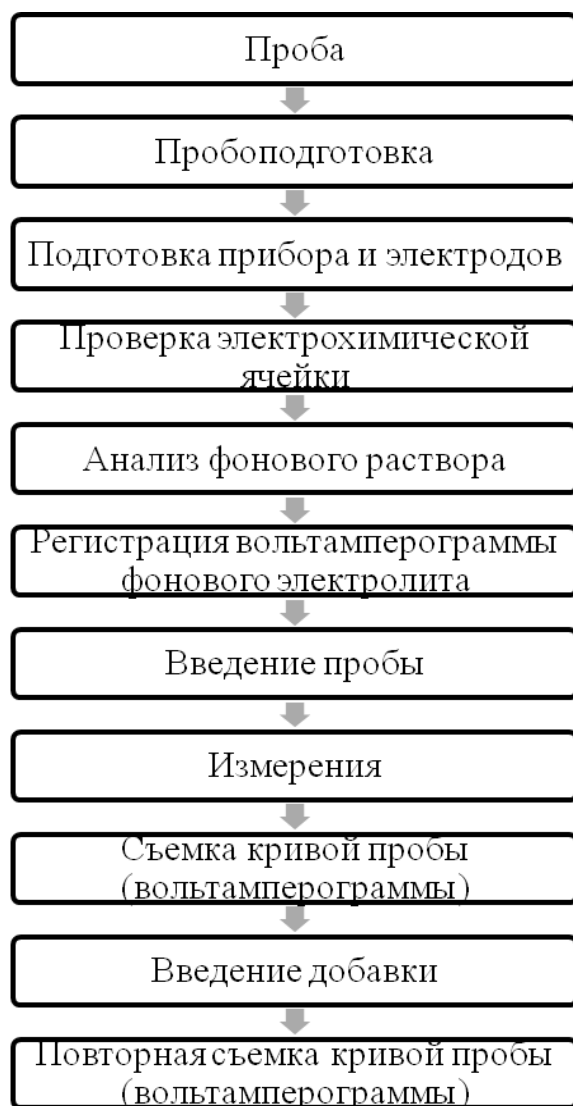 Проба
Пробоподготовка
Подготовка прибора и электродов
Проверка электрохимической
ячейки
Анализ фонового раствора
Регистрация вольтамперограммы
фонового электролита
Введение пробы
Измерения
Съемка кривой пробы
(вольтамперограммы)
Введение добавки
Повторная съемка кривой пробы
(вольтамперограммы)